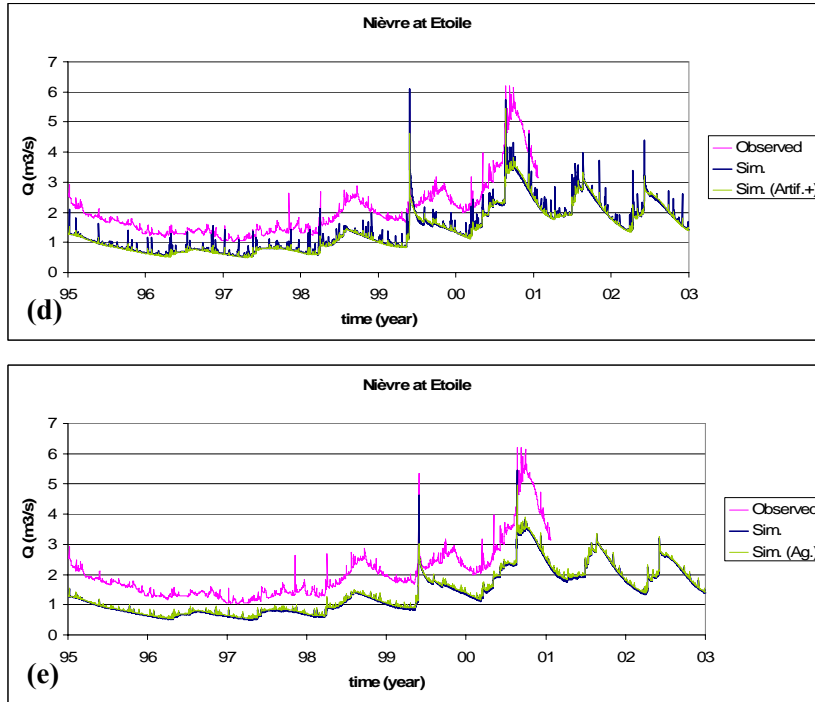 Nièvre at Etoile
7
6
5
4
3
2
1
0
Q (m3/s)
95 96 97 98 99 00 01 02 03
time (year)
Observed
Sim.
Sim. (Artif.+)
(d)
Nièvre at Etoile
7
6
5
4
3
2
1
0
Q (m3/s)
95 96 97 98 99 00 01 02 03
time (year)
Observed
Sim.
Sim. (Ag.)
(e)